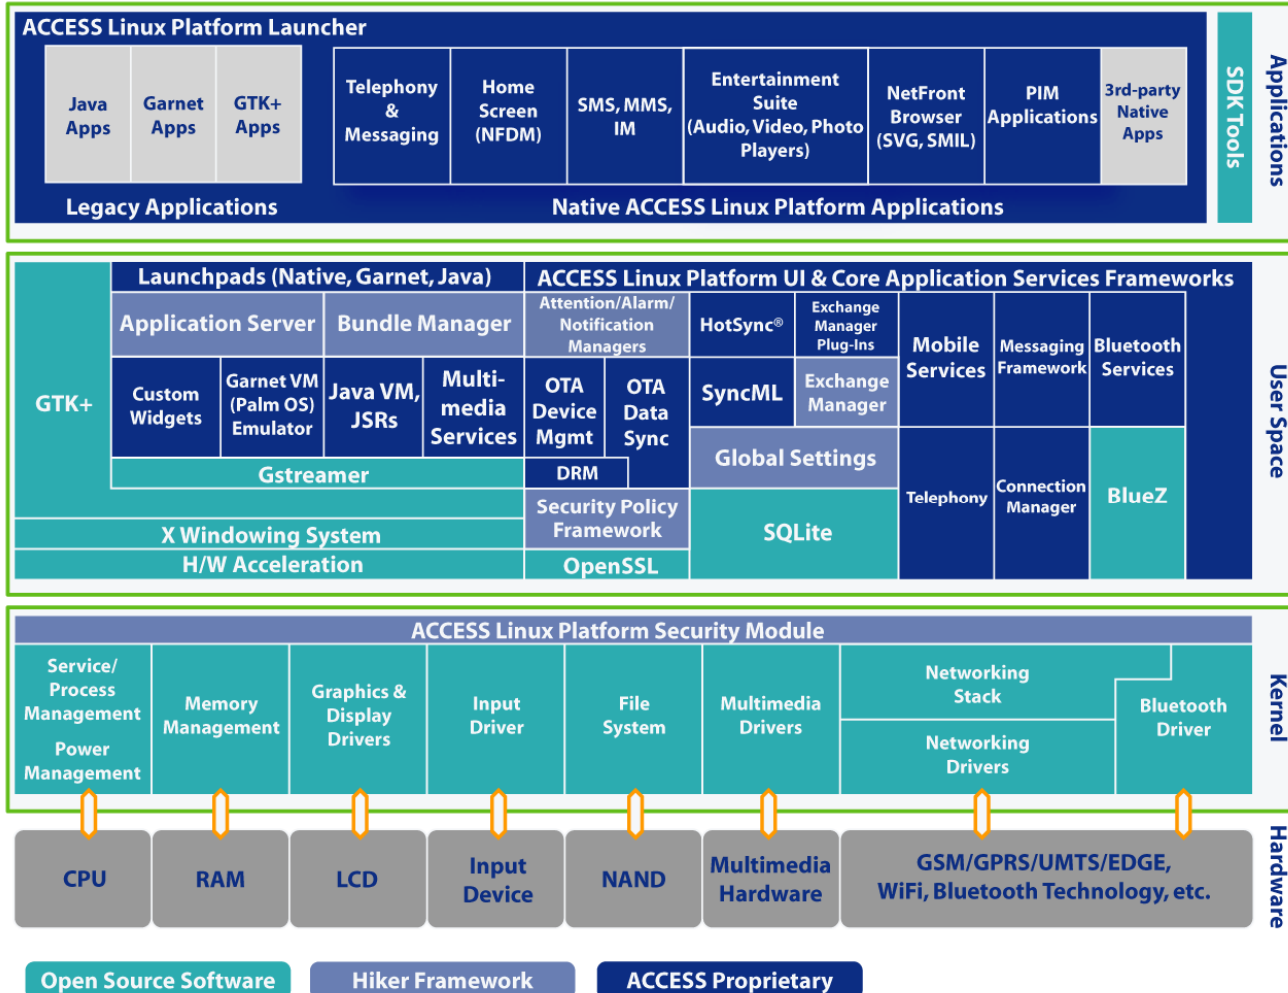 ACCESS Linux Platform Launcher
Java
Apps
Garnet
Apps
GTK+
Apps
Legacy Applications
Telephony
&
Messaging
Home
Screen
(NFDM)
SMS, MMS,
IM
Entertainment
Suite
(Audio, Video, Photo
Players)
NetFront
Browser
(SVG, SMIL)
PIM
Applications
3rd-party
Native
Apps
Native ACCESS Linux Platform Applications
SDK Tools
Applications
GTK+
Launchpads (Native, Garnet, Java)
Application Server
Bundle Manager
Custom
Widgets
Garnet VM
(Palm OS)
Emulator
Java VM,
JSRs
Multi-
media
Services
Gstreamer
X Windowing System
H/W Acceleration
ACCESS Linux Platform UI & Core Application Services Frameworks
Attention/Alarm/
Notification
Managers
OTA
Device
Mgmt
OTA
Data
Sync
DRM
Security Policy
Framework
OpenSSL
HotSync®
Exchange
Manager
Plug-Ins
SyncML
Exchange
Manager
Global Settings
SQLite
Mobile
Services
Messaging
Framework
Bluetooth
Services
Telephony
Connection
Manager
BlueZ
User Space
ACCESS Linux Platform Security Module
Service/
Process
Management
Power
Management
Memory
Management
Graphics &
Display
Drivers
Input
Driver
File
System
Multimedia
Drivers
Networking
Stack
Networking
Drivers
Bluetooth
Driver
Kernel
CPU
RAM
LCD
Input
Device
NAND
Multimedia
Hardware
GSM/GPRS/UMTS/EDGE,
WiFi, Bluetooth Technology, etc.
Hardware
Open Source Software
Hiker Framework
ACCESS Proprietary